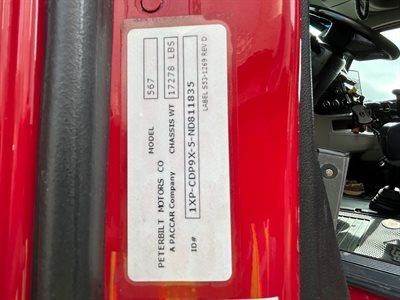 PETERBILT MOTORS CO
A PACCAR Company
MODEL 567
CHASSIS WT 17278 LBS
ID# 1XP-CDP9X-5-ND811835
LABEL S53-1269 REV D